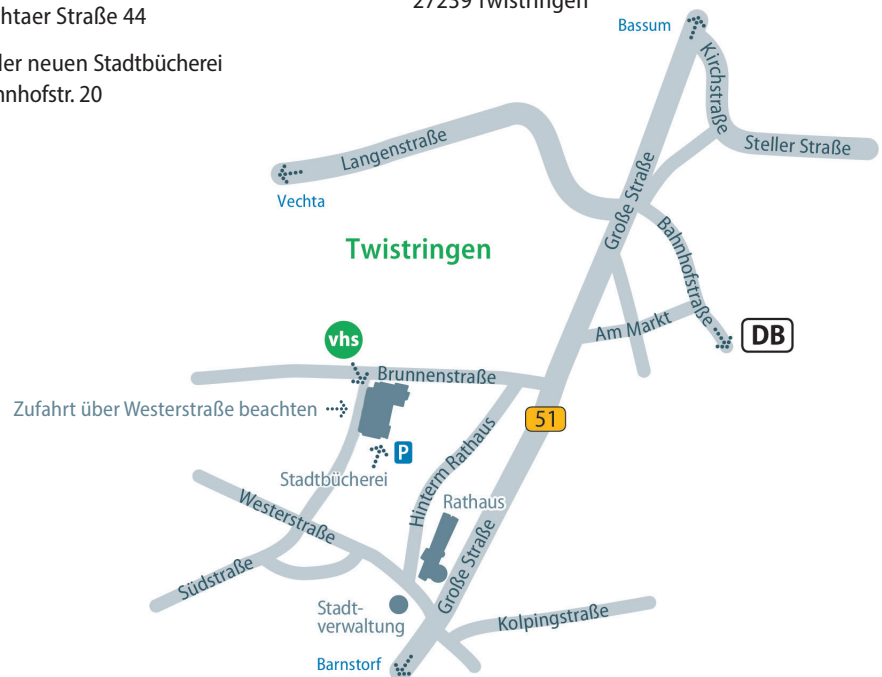 htaer Straße 44
27239 Twistringen
ler neuen Stadtbücherei
nnhofstr. 20
Bassum
Kirchstraße
Steller Straße
Langenstraße
Vechta
Große Straße
Bahnhofstraße
Twistringen
Am Markt
DB
vhs
Brunnenstraße
Zufahrt über Westerstraße beachten
51
P
Stadtbücherei
Hinterm Rathaus
Rathaus
Westerstraße
Große Straße
Südstraße
Stadt-
verwaltung
Kolpingstraße
Barnstorf